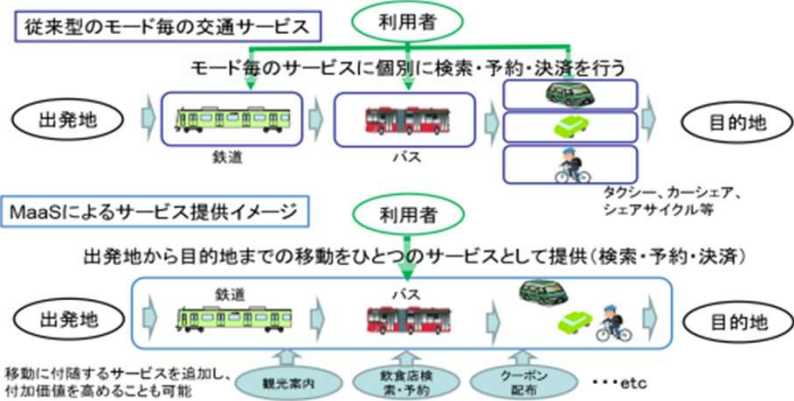 従来型のモード毎の交通サービス
利用者
モード毎のサービスに個別に検索・予約・決済を行う
出発地
鉄道
バス
目的地
タクシー、カーシェア、
シェアサイクル等
MaaSによるサービス提供イメージ
利用者
出発地から目的地までの移動をひとつのサービスとして提供(検索・予約・決済)
出発地
鉄道
バス
目的地
移動に付随するサービスを追加し、
付加価値を高めることも可能
観光案内
飲食店検
索・予約
クーポン
配布
・・・etc